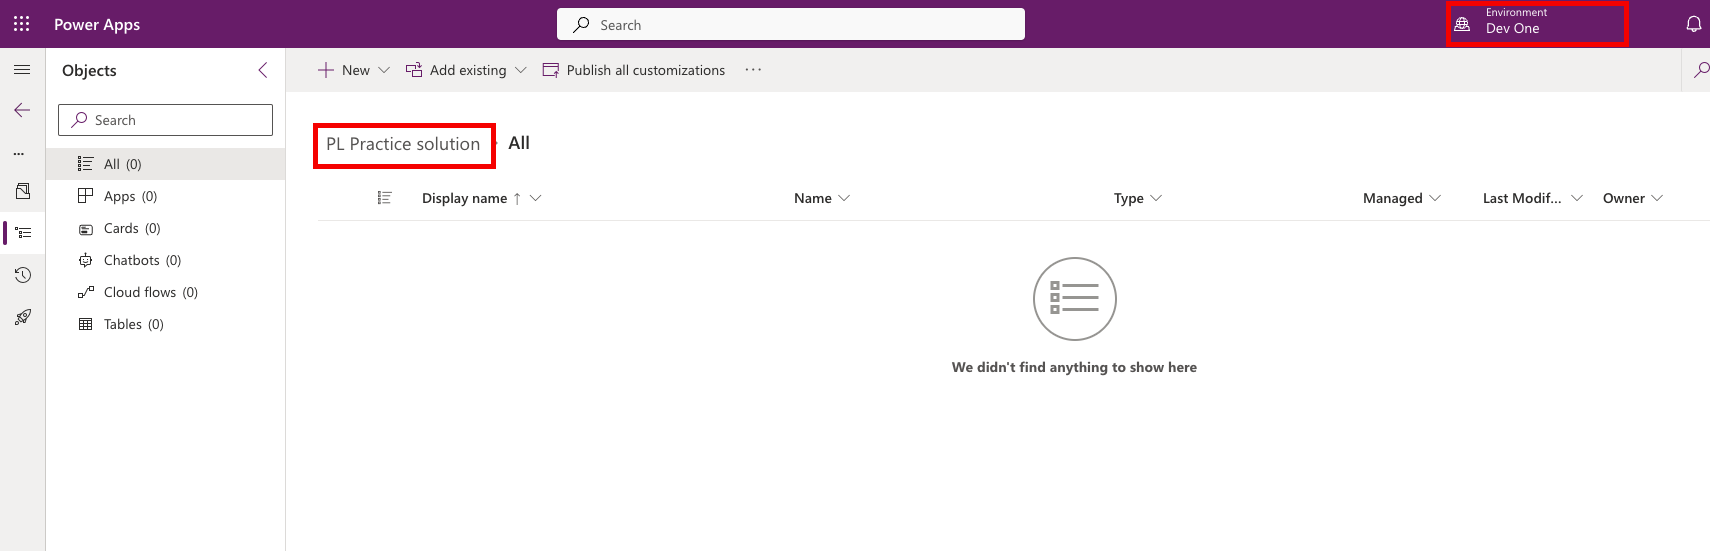 Power Apps
Search
Environment
Dev One
Objects
New
Add existing
Publish all customizations
···
Search
...
All (0)
Apps (0)
Cards (0)
Chatbots (0)
Cloud flows (0)
Tables (0)
PL Practice solution
All
Display name ↑
Name
Type
Managed
Last Modif...
Owner
We didn't find anything to show here